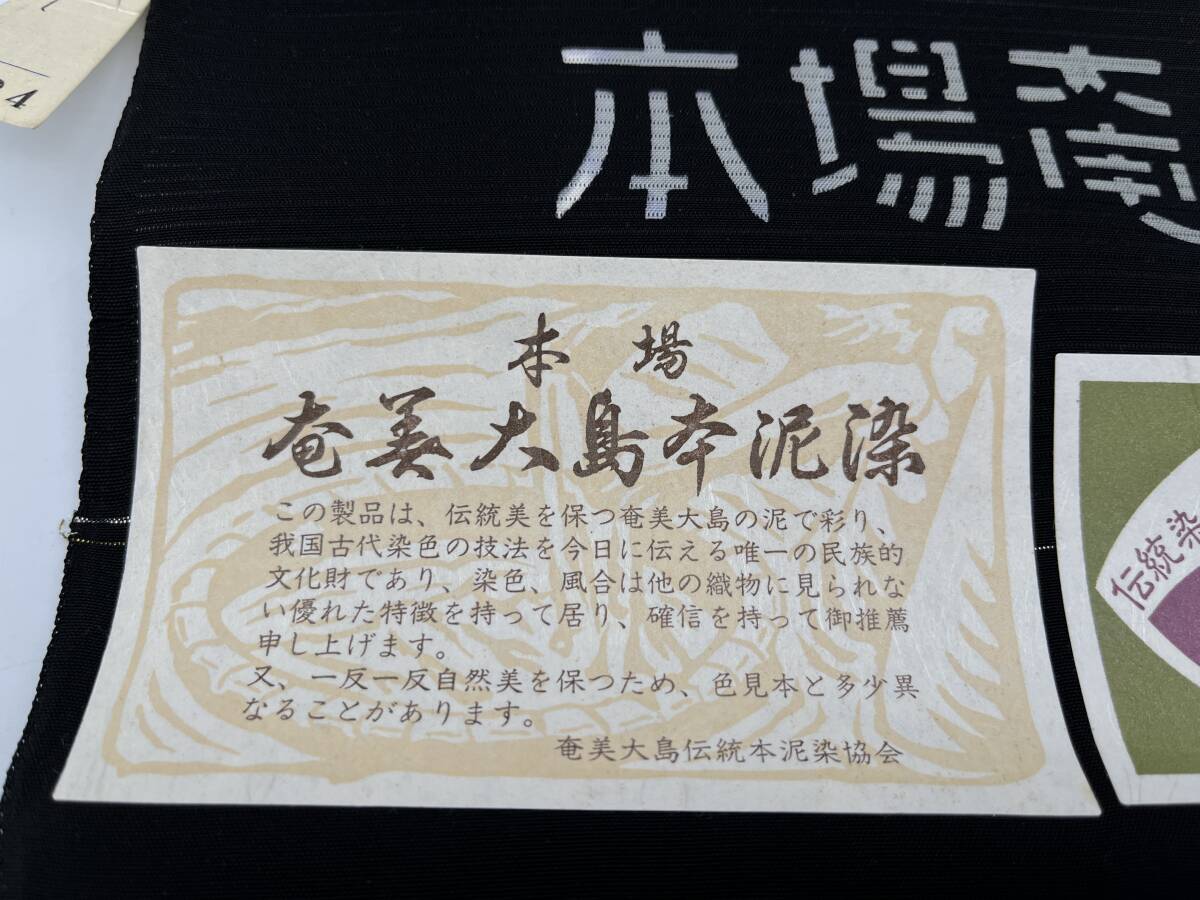 本場奄
本場
奄美大島本泥染
この製品は、伝統美を保つ奄美大島の泥で彩り、
我国古代染色の技法を今日に伝える唯一の民族的
文化財であり、染色、風合は他の織物に見られな
い優れた特徴を持って居り、確信を持って御推薦
申し上げます。
又、一反一反自然美を保つため、色見本と多少異
なることがあります。
奄美大島伝統本泥染協会
伝統染